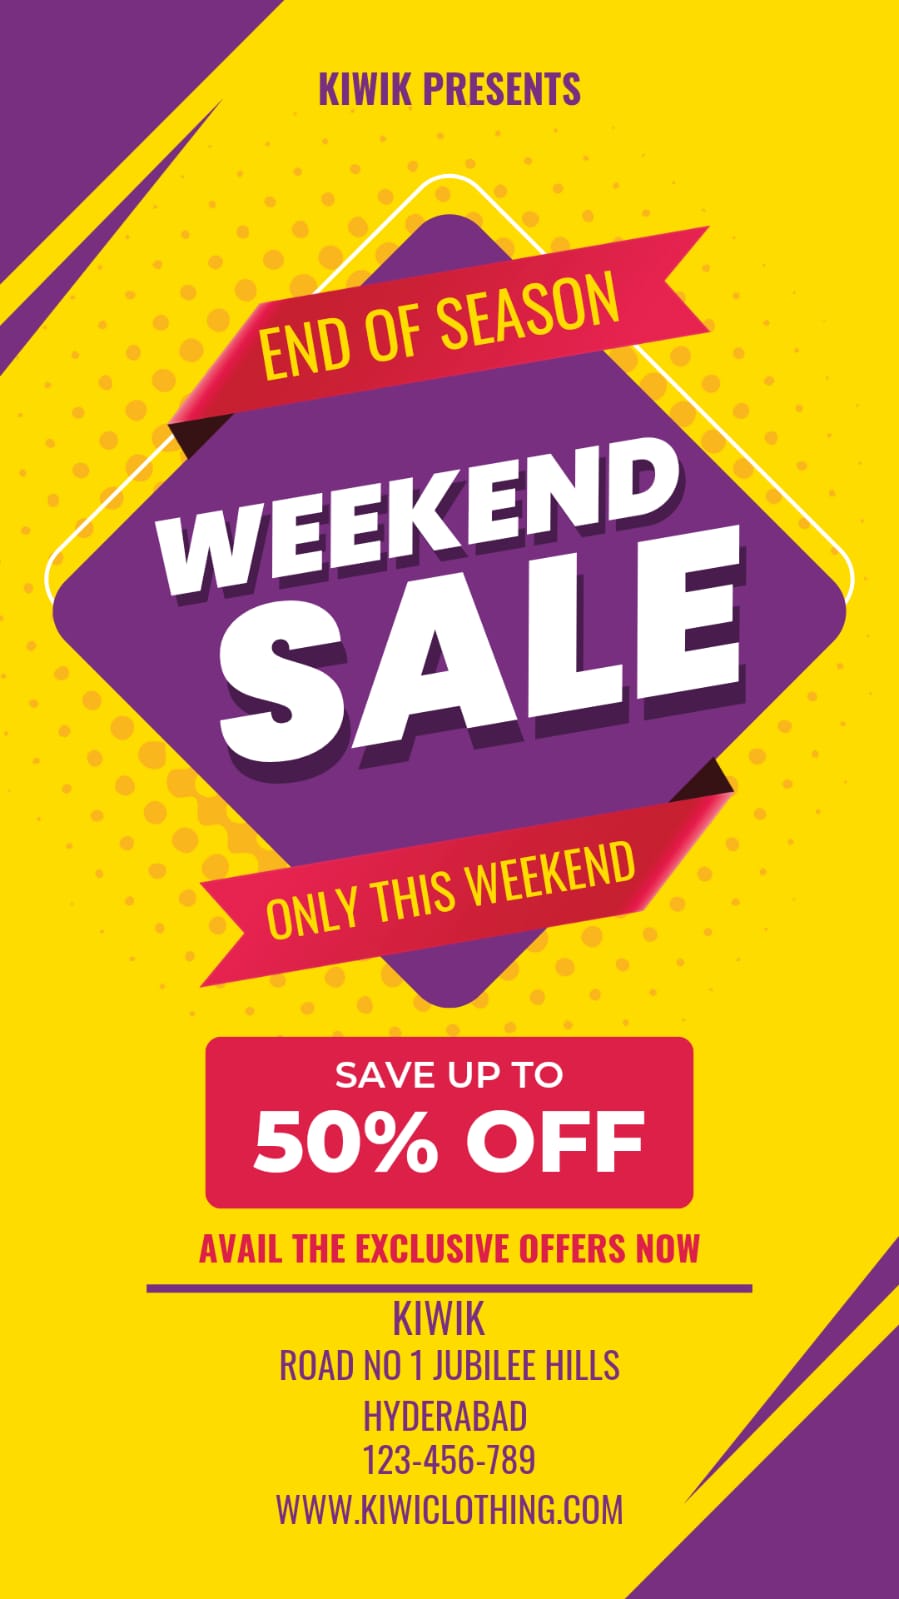 KIWIK PRESENTS
END OF SEASON
WEEKEND
SALE
ONLY THIS WEEKEND
SAVE UP TO
50% OFF
AVAIL THE EXCLUSIVE OFFERS NOW
KIWIK
ROAD NO 1 JUBILEE HILLS
HYDERABAD
123-456-789
WWW.KIWICLOTHING.COM